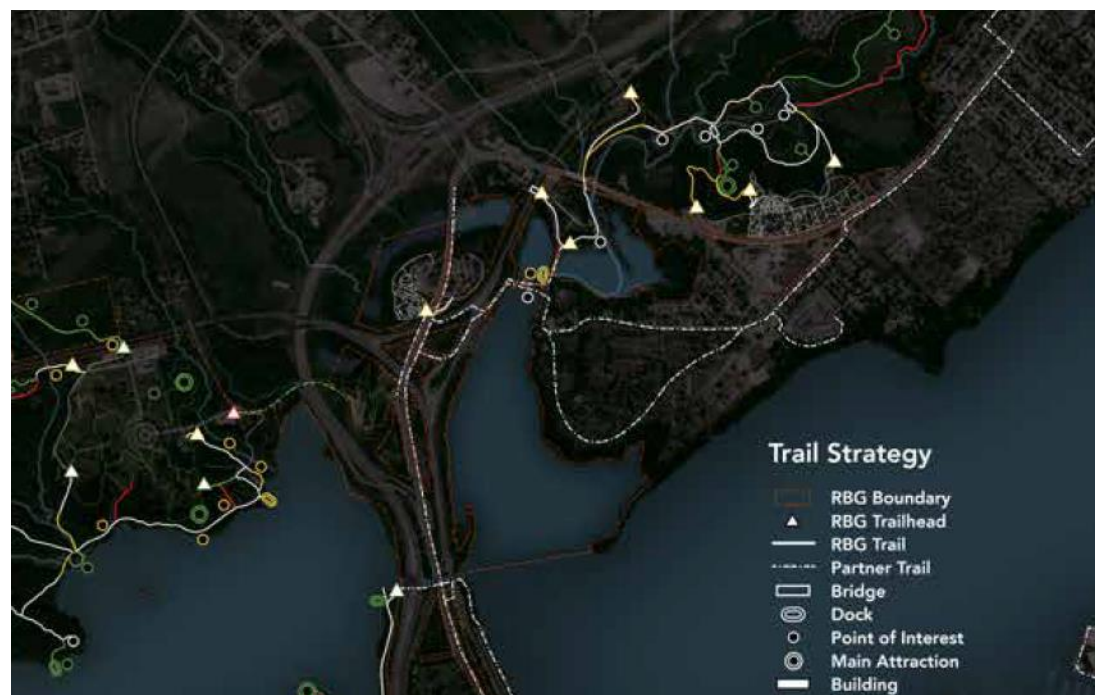 Trail Strategy
RBG Boundary
RBG Trailhead
RBG Trail
Partner Trail
Bridge
Dock
Point of Interest
Main Attraction
Building